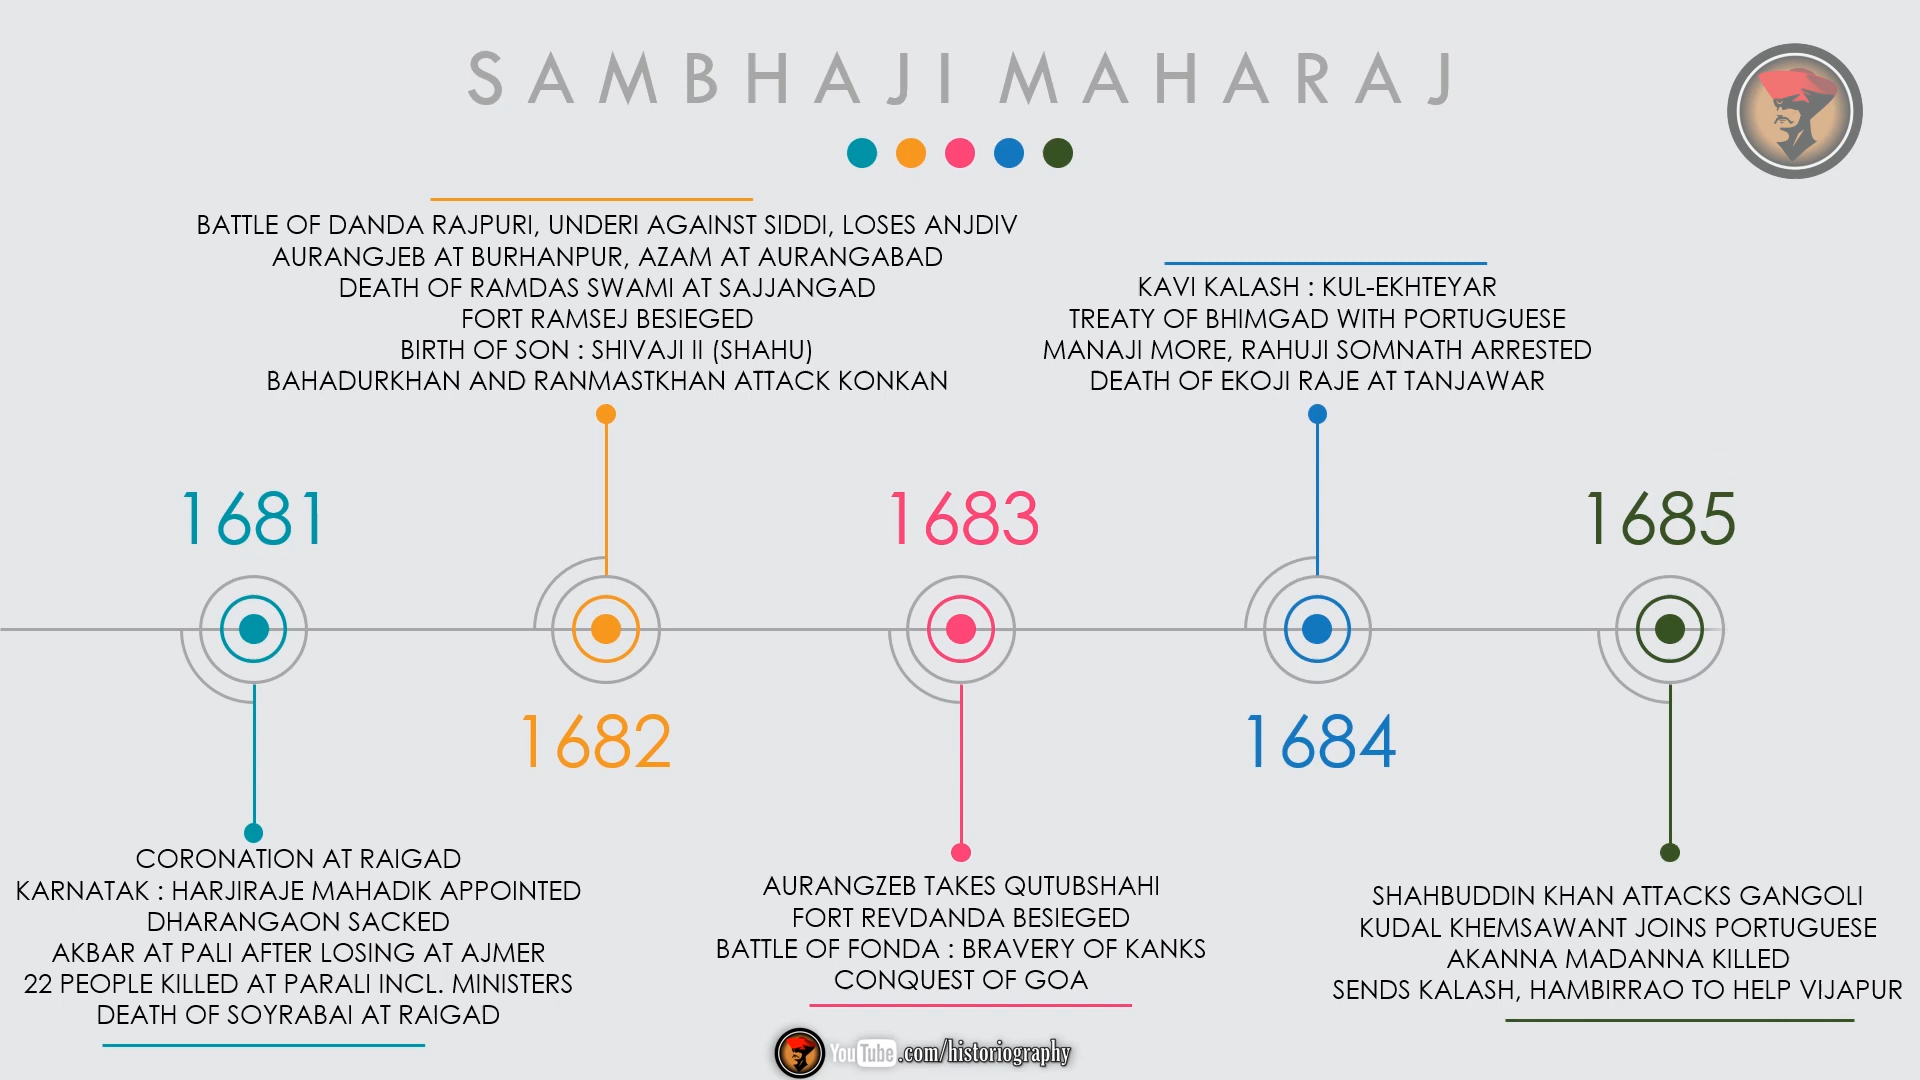 SAMBHAJI MAHARAJ
BATTLE OF DANDA RAJPURI, UNDERI AGAINST SIDDI, LOSES ANJDIV
AURANGJEB AT BURHANPUR, AZAM AT AURANGABAD
DEATH OF RAMDAS SWAMI AT SAJJANGAD
FORT RAMSEJ BESIEGED
BIRTH OF SON : SHIVAJI II (SHAHU)
BAHADURKHAN AND RANMASTKHAN ATTACK KONKAN
KAVI KALASH : KUL-EKHTEYAR
TREATY OF BHIMGAD WITH PORTUGUESE
MANAJI MORE, RAHUJI SOMNATH ARRESTED
DEATH OF EKOJI RAJE AT TANJAWAR
1681
1683
1685
1682
1684
CORONATION AT RAIGAD
KARNATAK : HARJIRAJE MAHADIK APPOINTED
DHARANGAON SACKED
AKBAR AT PALI AFTER LOSING AT AJMER
22 PEOPLE KILLED AT PARALI INCL. MINISTERS
DEATH OF SOYRABAI AT RAIGAD
AURANGZEB TAKES QUTUBSHAHI
FORT REVDANDA BESIEGED
BATTLE OF FONDA : BRAVERY OF KANKS
CONQUEST OF GOA
SHAHBUDDIN KHAN ATTACKS GANGOLI
KUDAL KHEMSAWANT JOINS PORTUGUESE
AKANNA MADANNA KILLED
SENDS KALASH, HAMBIRRAO TO HELP VIJAPUR
YouTube.com/historiography